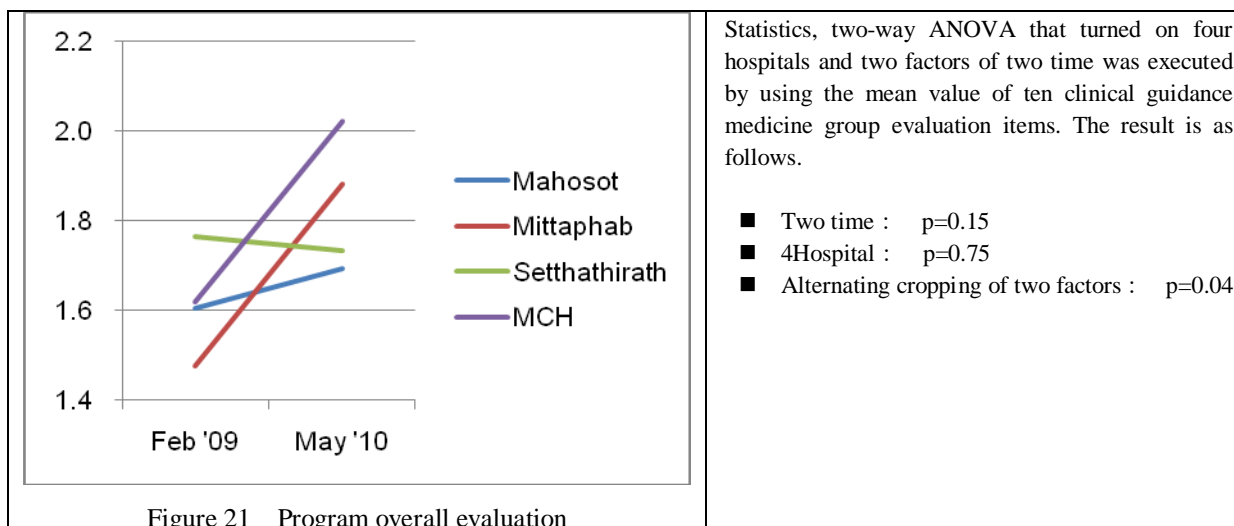 2.2
2.0
1.8
1.6
1.4
Feb '09 May '10
Mahosot
Mittaphab
Setthathirath
MCH
Figure 21 Program overall evaluation
Statistics, two-way ANOVA that turned on four
hospitals and two factors of two time was executed
by using the mean value of ten clinical guidance
medicine group evaluation items. The result is as
follows.
■ Two time : p=0.15
■ 4Hospital : p=0.75
■ Alternating cropping of two factors : p=0.04